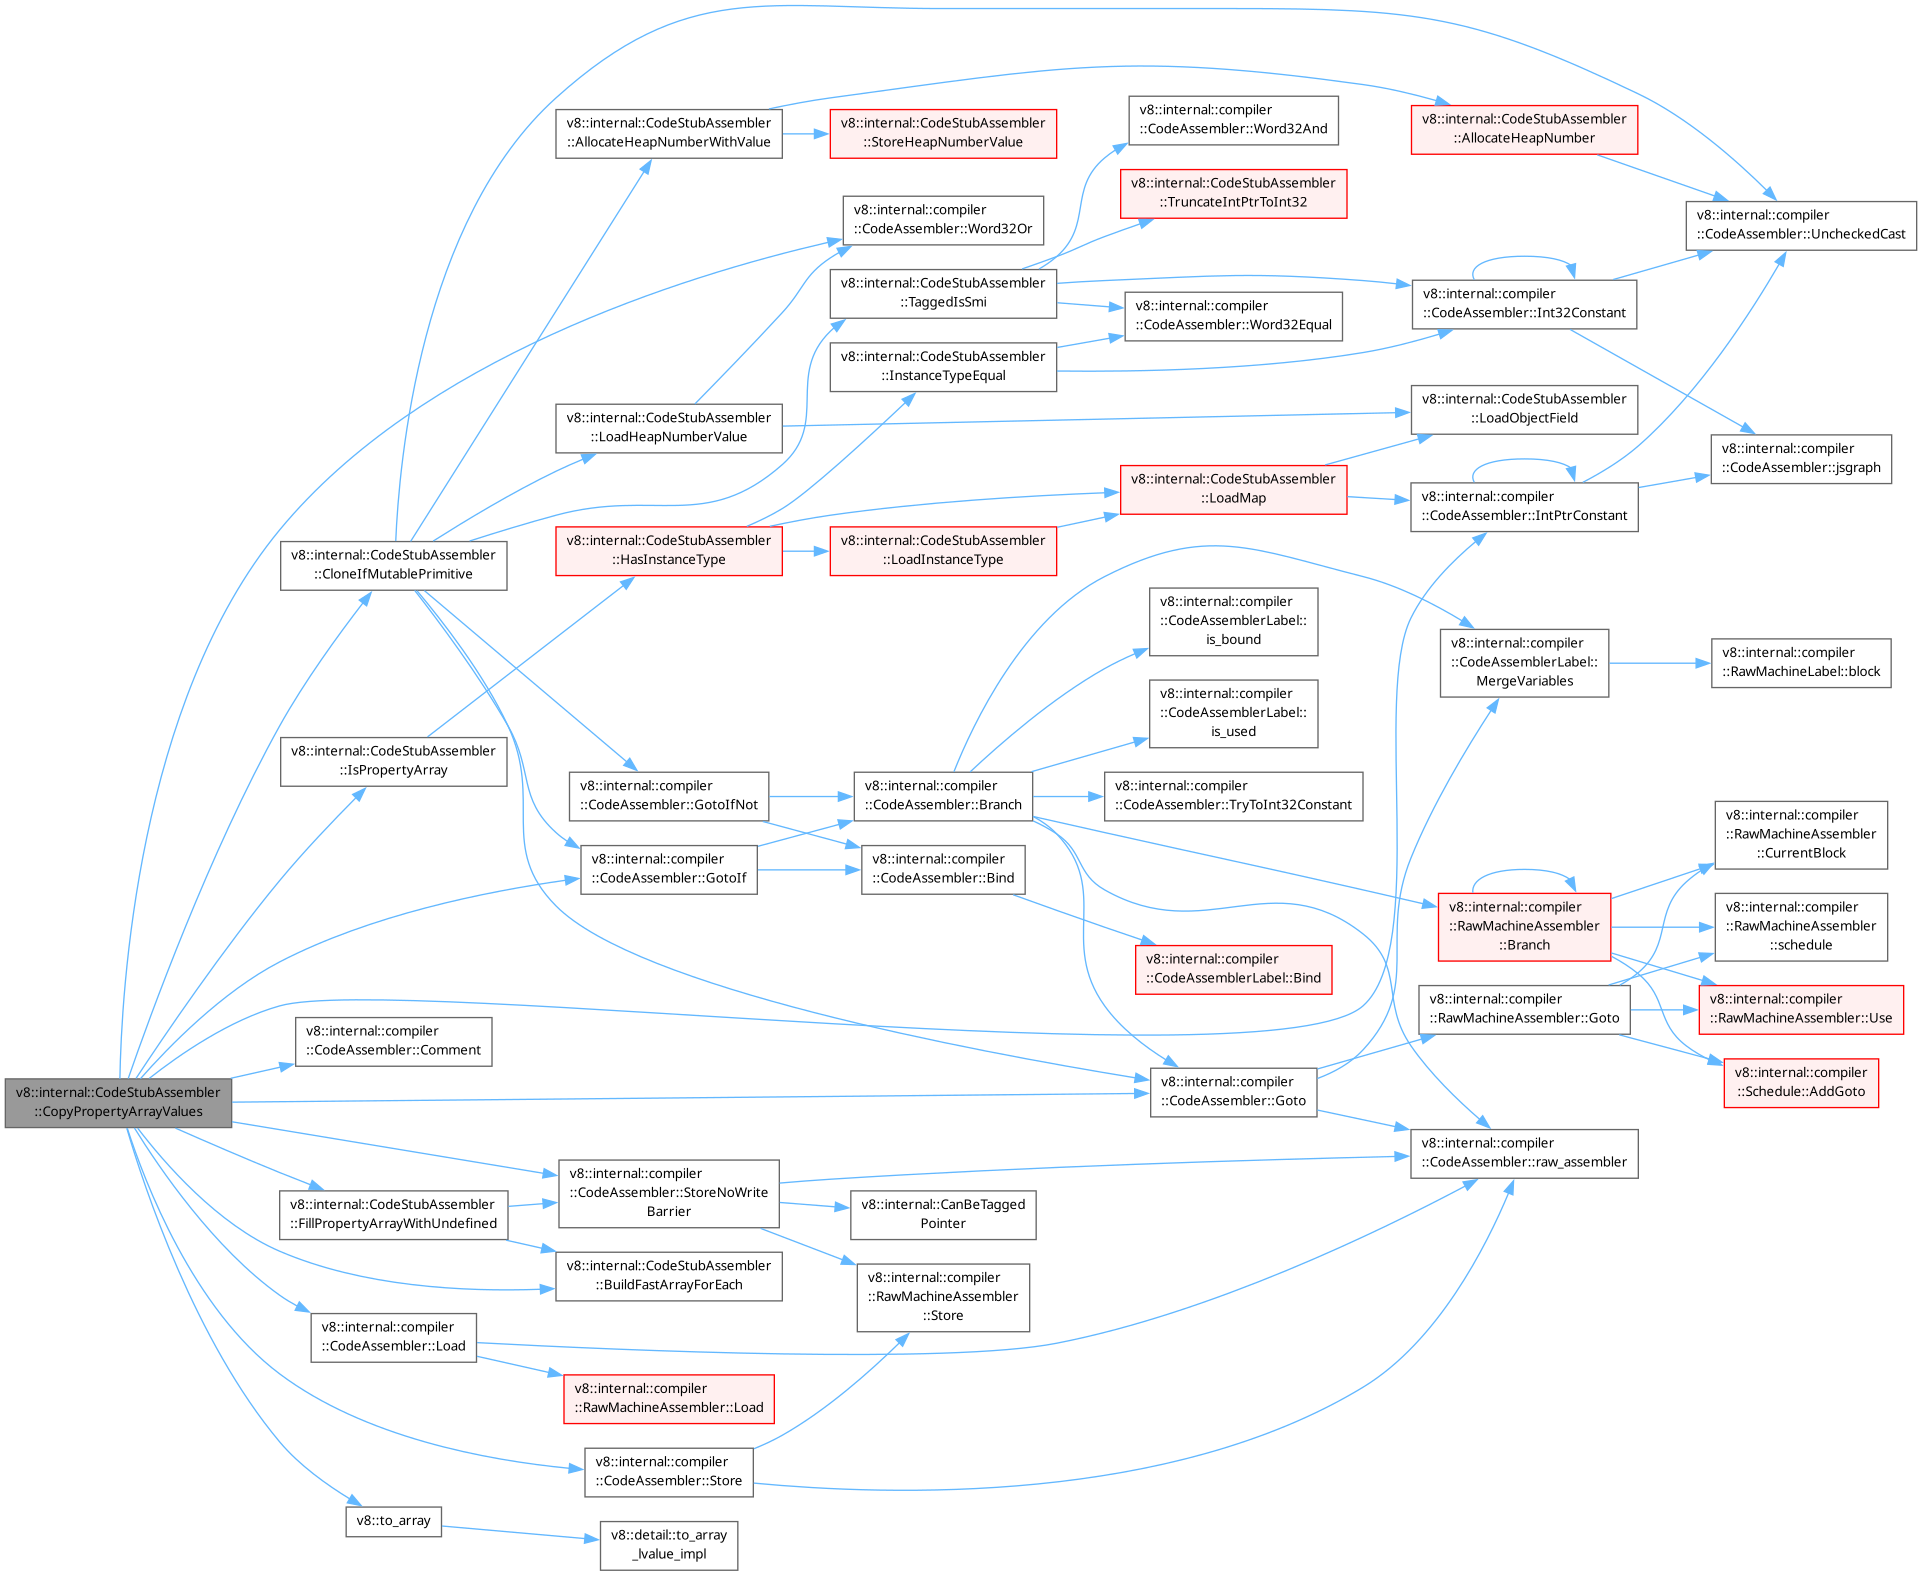 v8::internal::CodeStubAssembler
::CopyPropertyArrayValues
v8::internal::CodeStubAssembler
::CloneIfMutablePrimitive
v8::internal::CodeStubAssembler
::IsPropertyArray
v8::internal::compiler
::CodeAssembler::Comment
v8::internal::CodeStubAssembler
::FillPropertyArrayWithUndefined
v8::internal::compiler
::CodeAssembler::Load
v8::to_array
v8::internal::CodeStubAssembler
::AllocateHeapNumberWithValue
v8::internal::CodeStubAssembler
::LoadHeapNumberValue
v8::internal::CodeStubAssembler
::HasInstanceType
v8::internal::compiler
::CodeAssembler::GotoIfNot
v8::internal::compiler
::CodeAssembler::GotoIf
v8::internal::compiler
::CodeAssembler::StoreNoWrite
Barrier
v8::internal::CodeStubAssembler
::BuildFastArrayForEach
v8::internal::compiler
::RawMachineAssembler::Load
v8::internal::compiler
::CodeAssembler::Store
v8::detail::to_array
_lvalue_impl
v8::internal::CodeStubAssembler
::StoreHeapNumberValue
v8::internal::compiler
::CodeAssembler::Word32Or
v8::internal::CodeStubAssembler
::TaggedIsSmi
v8::internal::CodeStubAssembler
::InstanceTypeEqual
v8::internal::CodeStubAssembler
::LoadInstanceType
v8::internal::compiler
::CodeAssembler::Branch
v8::internal::compiler
::CodeAssembler::Bind
v8::internal::CanBeTagged
Pointer
v8::internal::compiler
::RawMachineAssembler
::Store
v8::internal::compiler
::CodeAssembler::Word32And
v8::internal::CodeStubAssembler
::TruncateIntPtrToInt32
v8::internal::compiler
::CodeAssembler::Word32Equal
v8::internal::CodeStubAssembler
::LoadMap
v8::internal::compiler
::CodeAssemblerLabel::
is_bound
v8::internal::compiler
::CodeAssemblerLabel::
is_used
v8::internal::compiler
::CodeAssembler::TryToInt32Constant
v8::internal::compiler
::CodeAssemblerLabel::Bind
v8::internal::compiler
::CodeAssembler::Goto
v8::internal::CodeStubAssembler
::AllocateHeapNumber
v8::internal::compiler
::CodeAssembler::Int32Constant
v8::internal::CodeStubAssembler
::LoadObjectField
v8::internal::compiler
::CodeAssembler::IntPtrConstant
v8::internal::compiler
::CodeAssemblerLabel::
MergeVariables
v8::internal::compiler
::RawMachineAssembler
::Branch
v8::internal::compiler
::RawMachineAssembler::Goto
v8::internal::compiler
::CodeAssembler::raw_assembler
v8::internal::compiler
::CodeAssembler::UncheckedCast
v8::internal::compiler
::CodeAssembler::jsgraph
v8::internal::compiler
::RawMachineLabel::block
v8::internal::compiler
::RawMachineAssembler
::CurrentBlock
v8::internal::compiler
::RawMachineAssembler
::schedule
v8::internal::compiler
::RawMachineAssembler::Use
v8::internal::compiler
::Schedule::AddGoto